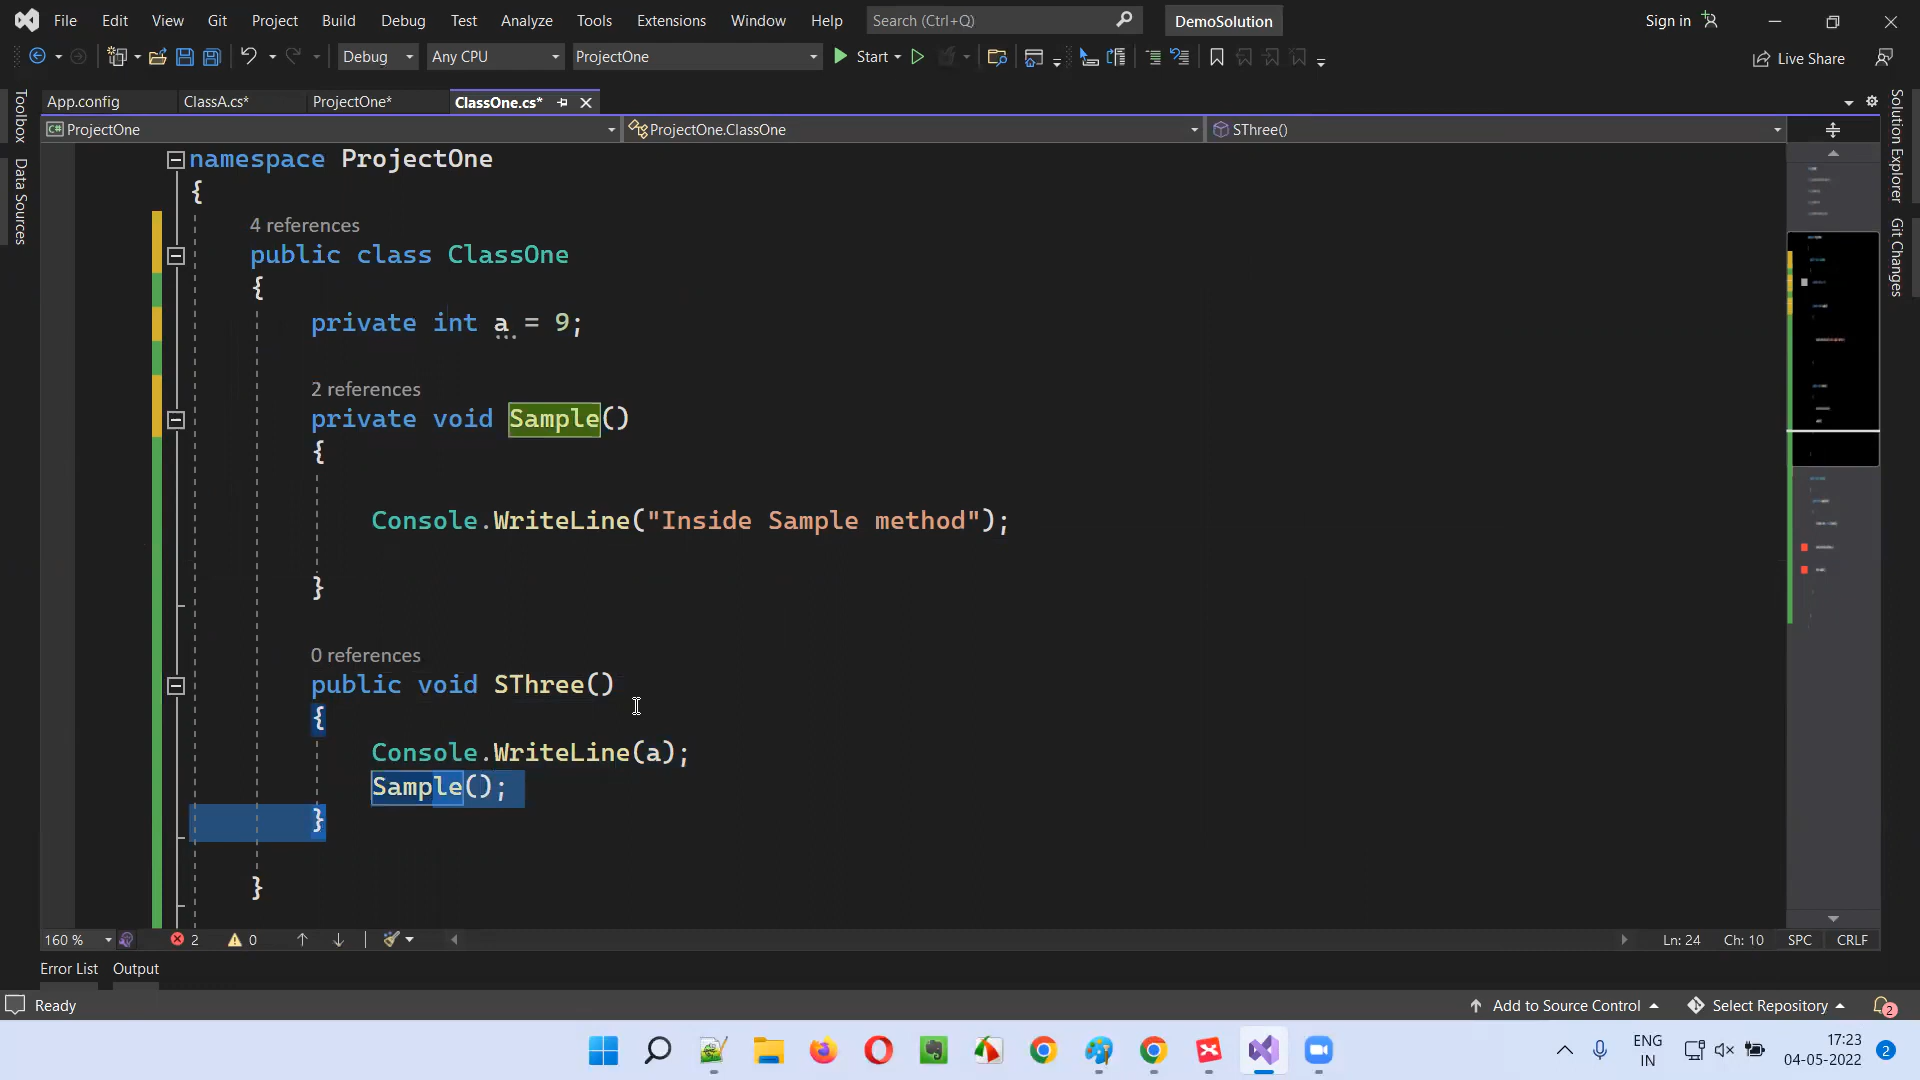 File Edit View Git Project Build Debug Test Analyze Tools Extensions Window Help Search (Ctrl+Q) DemoSolution Sign in
Debug Any CPU ProjectOne Start Live Share
App.config ClassA.cs* ProjectOne* ClassOne.cs*
C# ProjectOne ProjectOne.ClassOne SThree()
Toolbox
Data Sources
Solution Explorer
Git Changes
namespace ProjectOne
{
4 references
public class ClassOne
{
private int a = 9;
2 references
private void Sample()
{
Console.WriteLine("Inside Sample method");
}
0 references
public void SThree()
{
Console.WriteLine(a);
Sample();
}
}
160 % 2 0 Ln: 24 Ch: 10 SPC CRLF
Error List Output
Ready Add to Source Control Select Repository 2
ENG 17:23
IN 04-05-2022 2